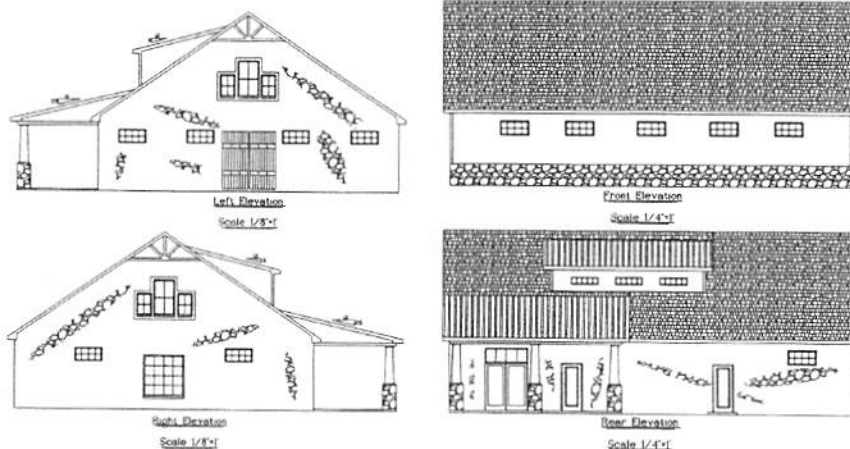 Left Elevation
Scale 1/8"=1'
Front Elevation
Scale 1/4"=1'
Right Elevation
Scale 1/8"=1'
Rear Elevation
Scale 1/4"=1'